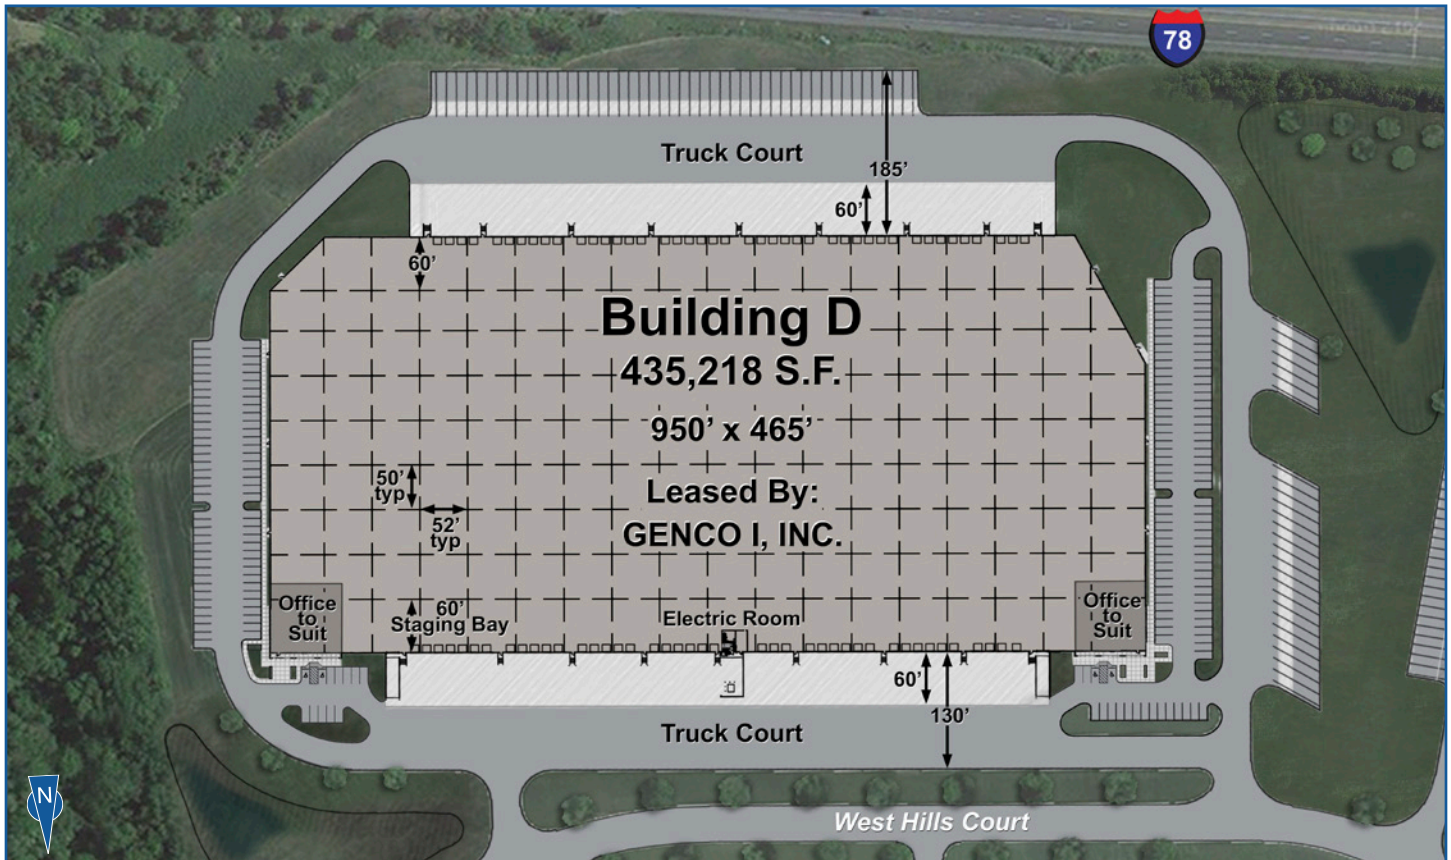 78
Truck Court
185’
60’
60’
Building D
435,218 S.F.
950’ x 465’
50’
typ
52’
typ
Leased By:
GENCO I, INC.
Office
to
Suit
60’
Staging Bay
Electric Room
Office
to
Suit
60’
130’
Truck Court
West Hills Court
N